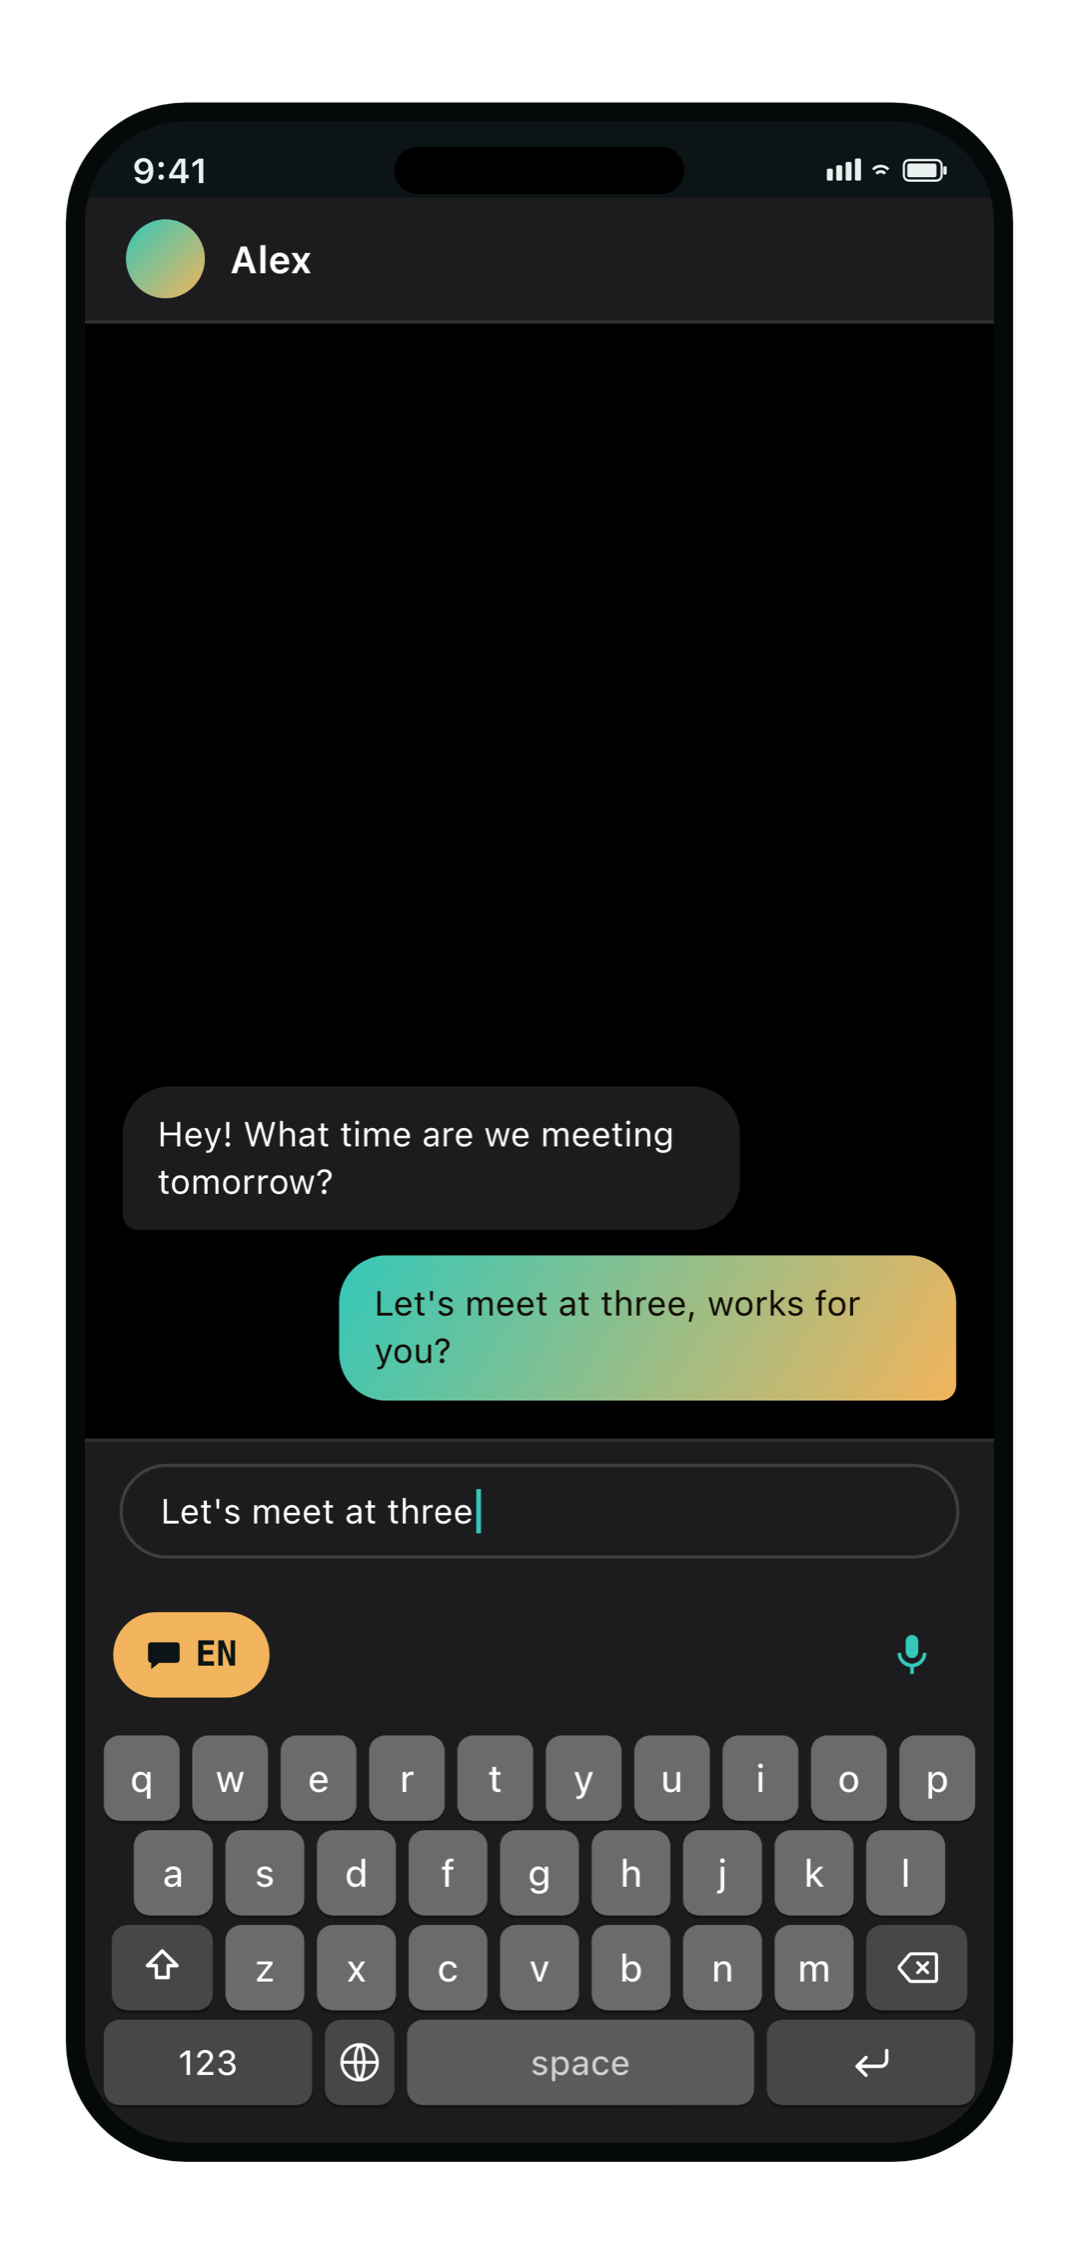 9:41
Alex
Hey! What time are we meeting
tomorrow?
Let's meet at three, works for
you?
Let's meet at three
EN
q w e r t y u i o p
a s d f g h j k l
z x c v b n m
123 space